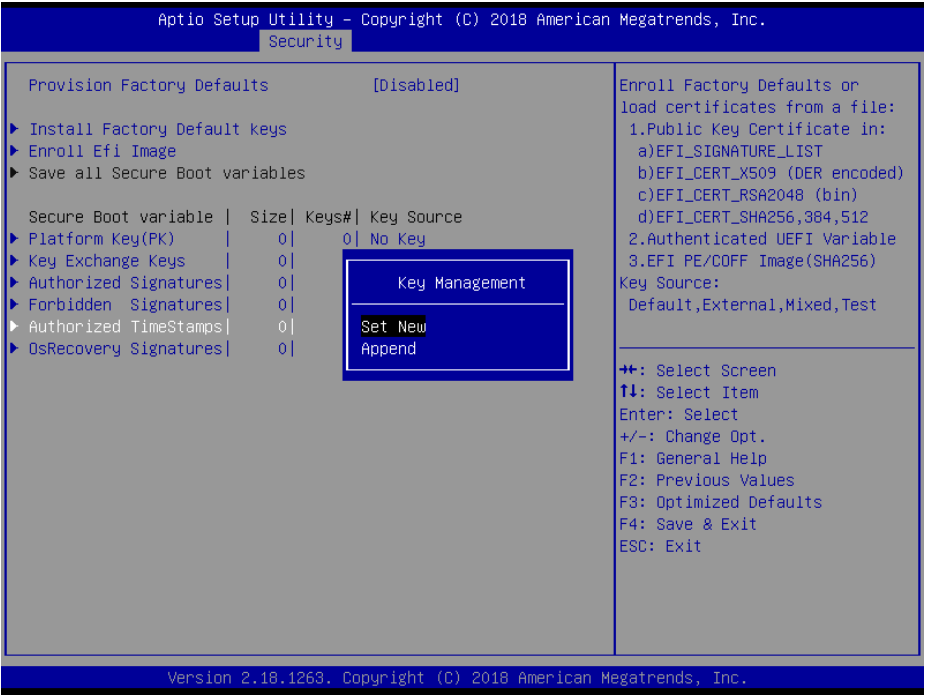 Aptio Setup Utility – Copyright (C) 2018 American Megatrends, Inc.
Security
Provision Factory Defaults [Disabled]
▶ Install Factory Default keys
▶ Enroll Efi Image
▶ Save all Secure Boot variables
Secure Boot variable | Size| Keys#| Key Source
▶ Platform Key(PK) | 0| 0| No Key
▶ Key Exchange Keys | 0|
▶ Authorized Signatures| 0|
▶ Forbidden Signatures| 0|
▶ Authorized TimeStamps| 0|
▶ OsRecovery Signatures| 0|
Key Management
Set New
Append
Enroll Factory Defaults or
load certificates from a file:
1.Public Key Certificate in:
a)EFI_SIGNATURE_LIST
b)EFI_CERT_X509 (DER encoded)
c)EFI_CERT_RSA2048 (bin)
d)EFI_CERT_SHA256,384,512
2.Authenticated UEFI Variable
3.EFI PE/COFF Image(SHA256)
Key Source:
Default,External,Mixed,Test
→←: Select Screen
↑↓: Select Item
Enter: Select
+/-: Change Opt.
F1: General Help
F2: Previous Values
F3: Optimized Defaults
F4: Save & Exit
ESC: Exit
Version 2.18.1263. Copyright (C) 2018 American Megatrends, Inc.